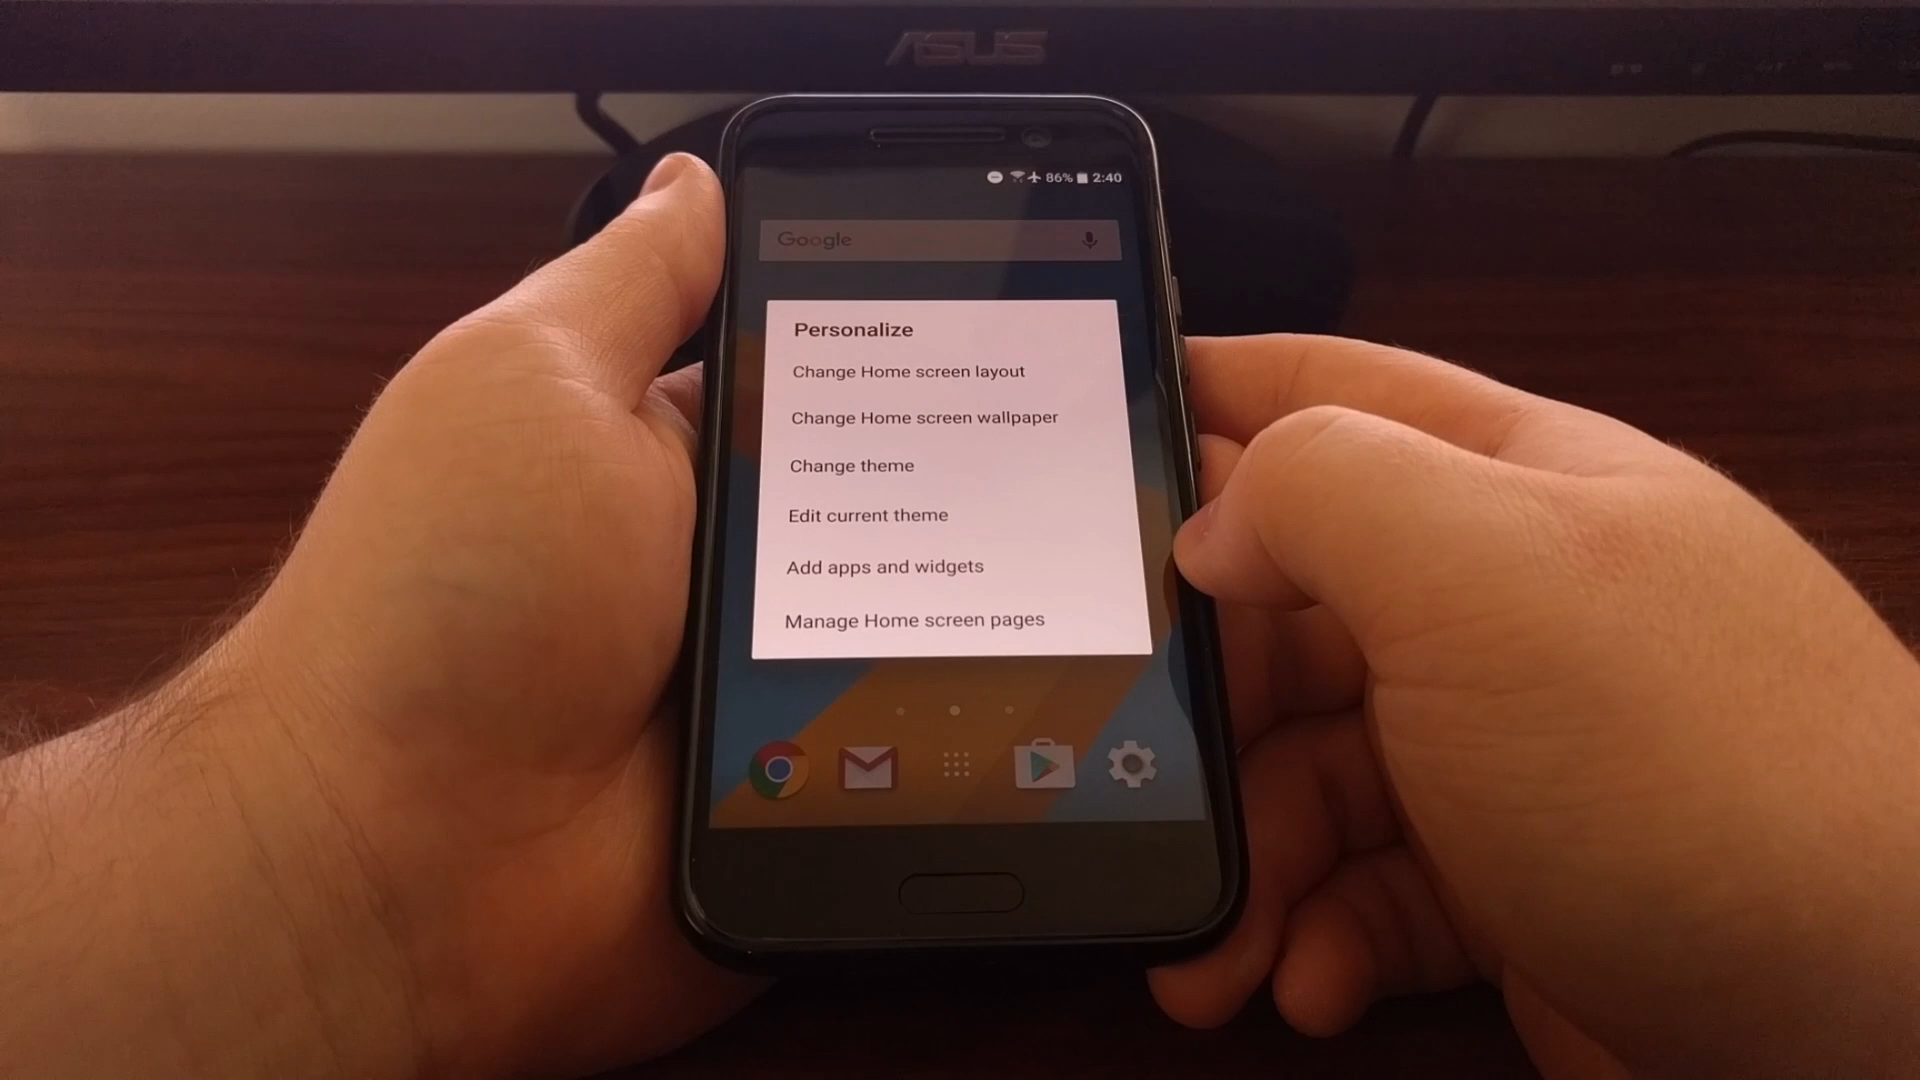 ASUS
86% 2:40
Google
Personalize
Change Home screen layout
Change Home screen wallpaper
Change theme
Edit current theme
Add apps and widgets
Manage Home screen pages